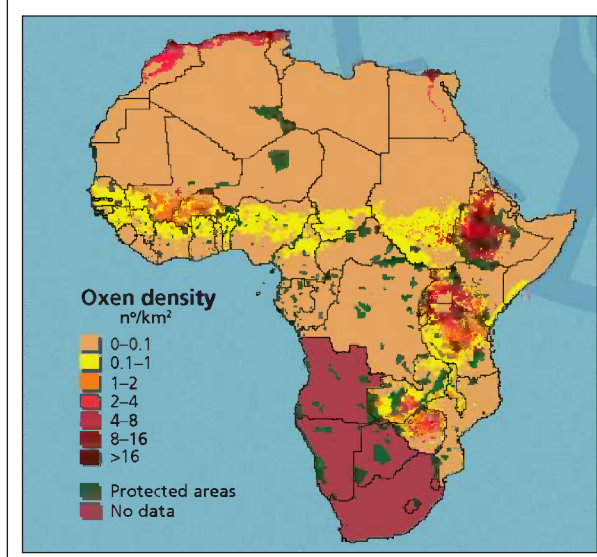 Oxen density
nº/km²
0–0.1
0.1–1
1–2
2–4
4–8
8–16
>16
Protected areas
No data